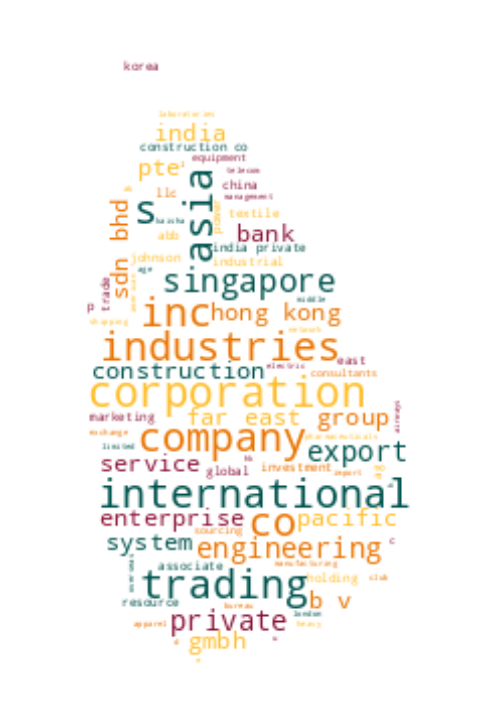 korea
laboratories
india
construction co
equipment
pte
telecom
china
llc
management
asia
s
kaisha
power
textile
sdn bhd
abb
bank
india private
johnson
industrial
age
singapore
trade
middle
p
inc
hong kong
shipping
network
industries
east
construction
electric
consultants
corporation
marketing
far east
group
airways
exchange
company
pharmaceuticals
limited
export
service
global
investment
import
international
enterprise
co
pacific
sourcing
system
engineering
c
associate
manufacturing
overseas
trading
holding
club
resource
b v
bureau
london
private
apparel
heavy
gmbh